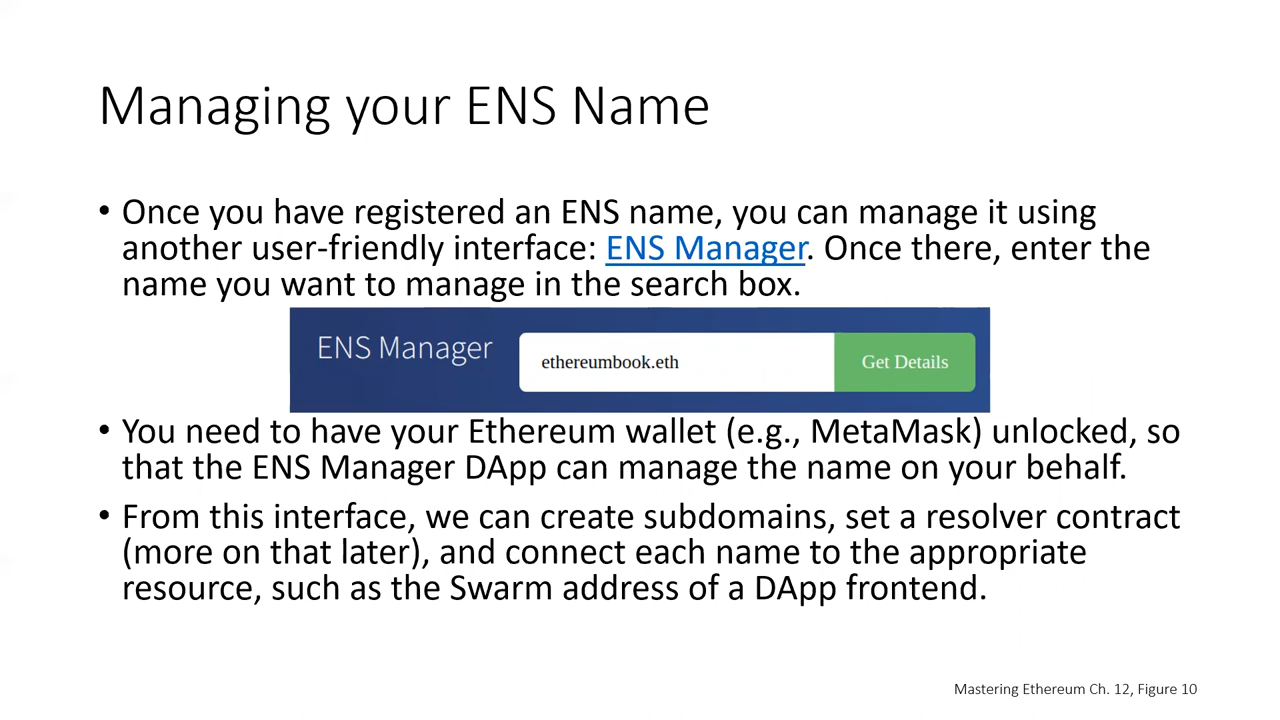 Managing your ENS Name
• Once you have registered an ENS name, you can manage it using
another user-friendly interface: ENS Manager. Once there, enter the
name you want to manage in the search box.
ENS Manager ethereumbook.eth Get Details
• You need to have your Ethereum wallet (e.g., MetaMask) unlocked, so
that the ENS Manager DApp can manage the name on your behalf.
• From this interface, we can create subdomains, set a resolver contract
(more on that later), and connect each name to the appropriate
resource, such as the Swarm address of a DApp frontend.
Mastering Ethereum Ch. 12, Figure 10